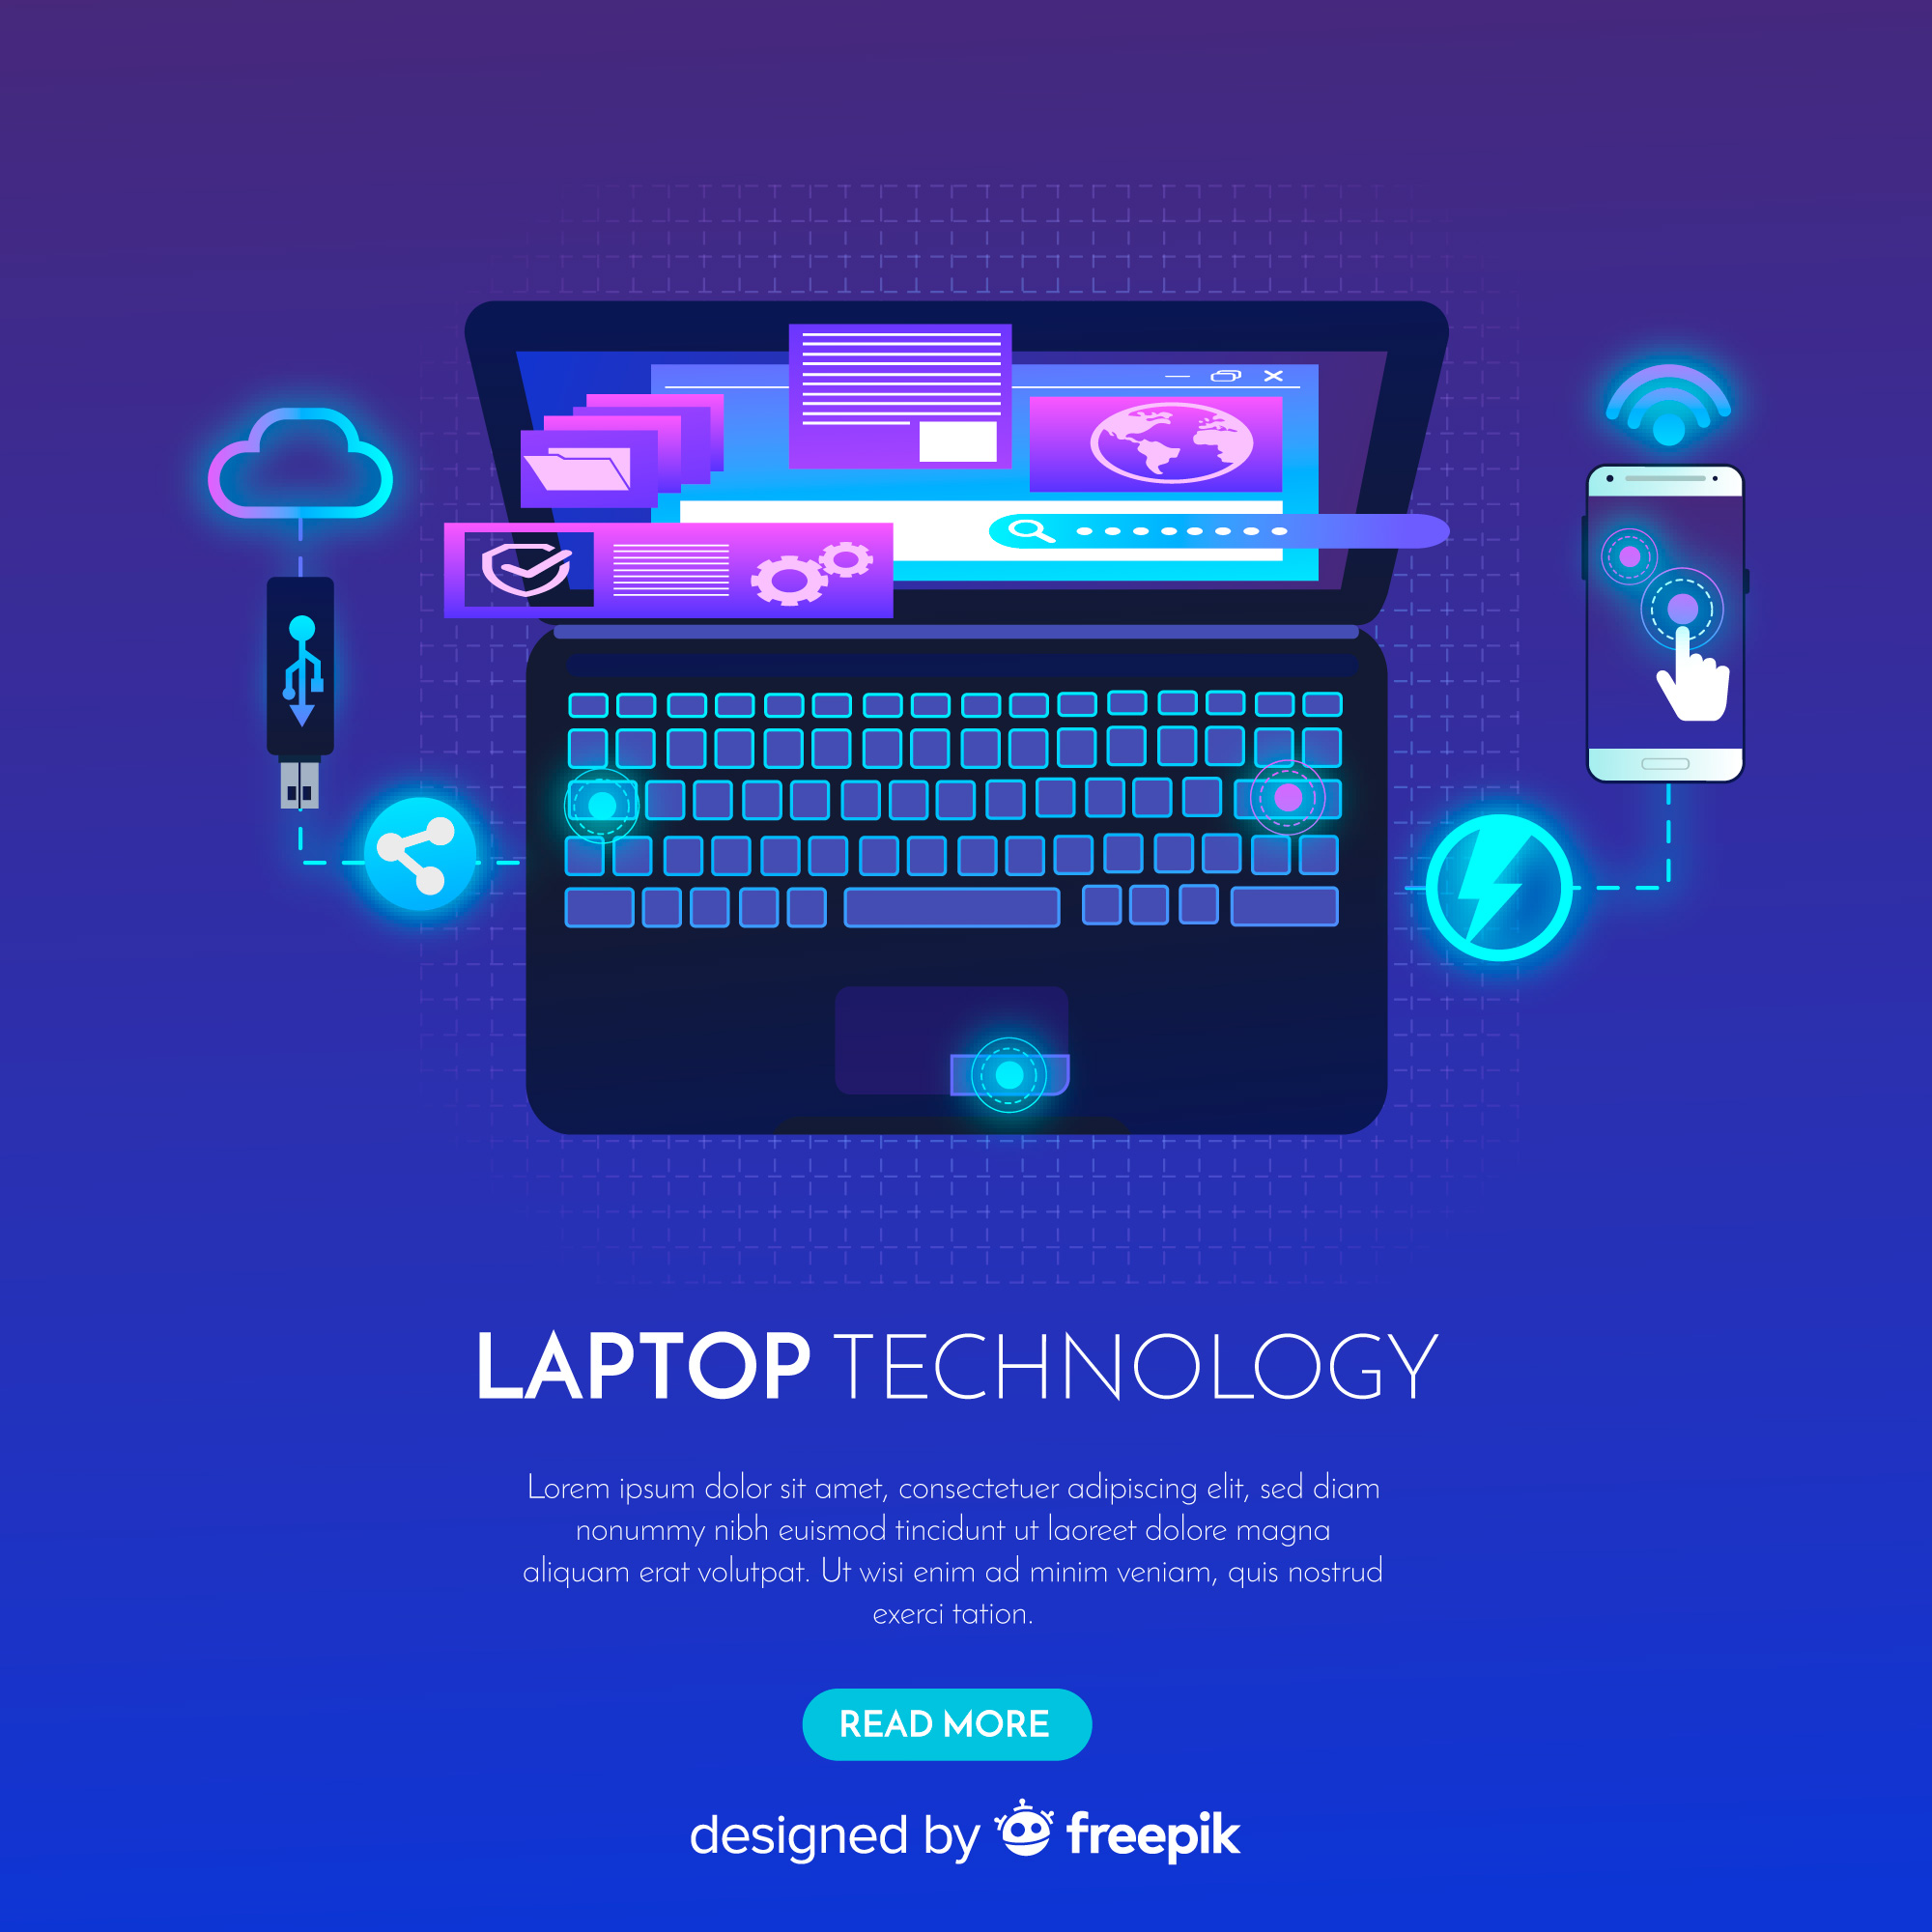 LAPTOP TECHNOLOGY
Lorem ipsum dolor sit amet, consectetuer adipiscing elit, sed diam
nonummy nibh euismod tincidunt ut laoreet dolore magna
aliquam erat volutpat. Ut wisi enim ad minim veniam, quis nostrud
exerci tation.
READ MORE
designed by freepik